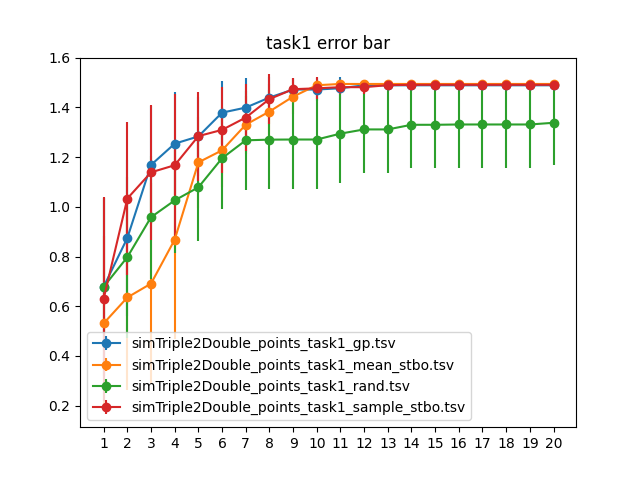 task1 error bar
1.6
1.4
1.2
1.0
0.8
0.6
0.4
0.2
simTriple2Double_points_task1_gp.tsv
simTriple2Double_points_task1_mean_stbo.tsv
simTriple2Double_points_task1_rand.tsv
simTriple2Double_points_task1_sample_stbo.tsv
1 2 3 4 5 6 7 8 9 10 11 12 13 14 15 16 17 18 19 20